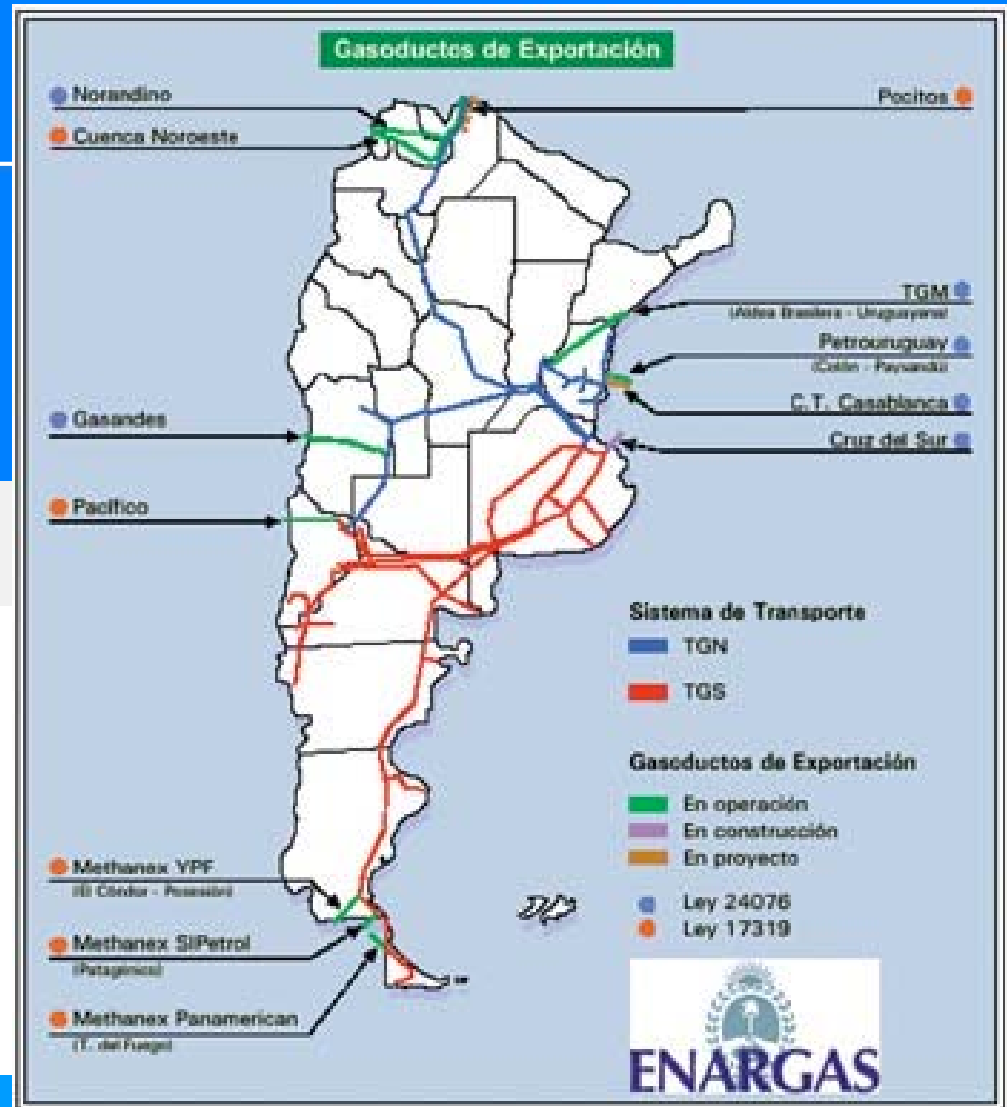 Gasoductos de Exportación
Norandino
Pocitos
Cuenca Noroeste
TGM
(Aldea Brasilera - Uruguayana)
Petrouruguay
(Colón - Paysandú)
C.T. Casablanca
Gasandes
Cruz del Sur
Pacífico
Sistema de Transporte
TGN
TGS
Gasoductos de Exportación
En operación
En construcción
En proyecto
Ley 24076
Ley 17319
Methanex YPF
(El Cóndor - Posesión)
Methanex SIPetrol
(Patagónico)
Methanex Panamerican
(T. del Fuego)
ENARGAS